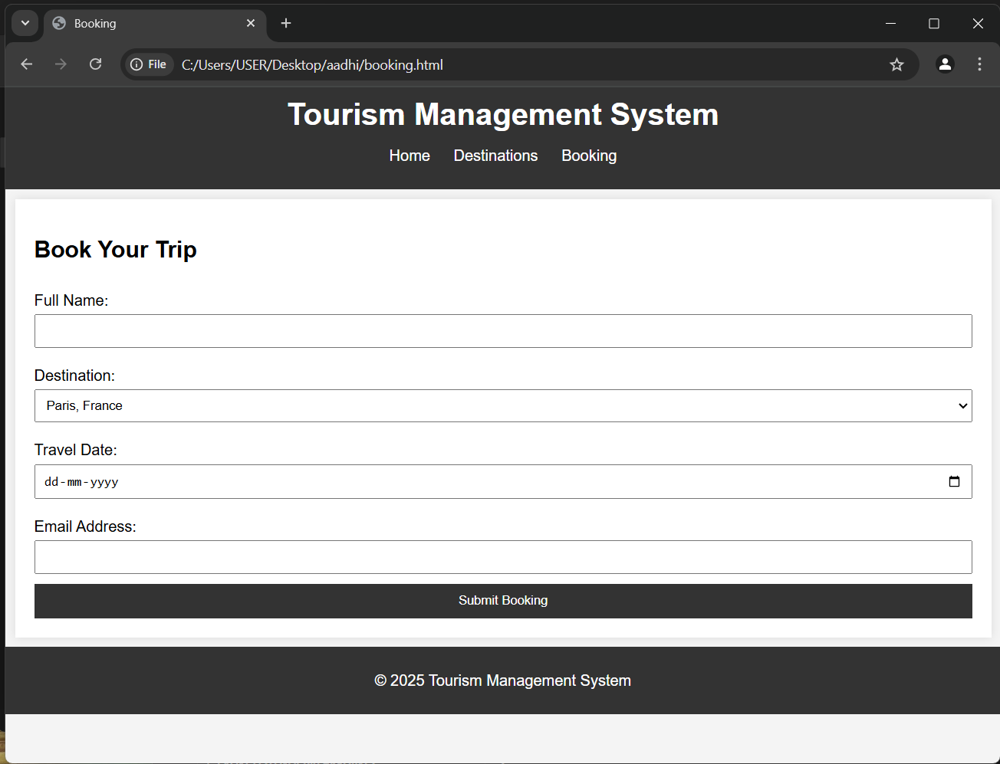 Booking
File C:/Users/USER/Desktop/aadhi/booking.html
Tourism Management System
Home Destinations Booking
Book Your Trip
Full Name:
Destination:
Paris, France
Travel Date:
dd-mm-yyyy
Email Address:
Submit Booking
© 2025 Tourism Management System